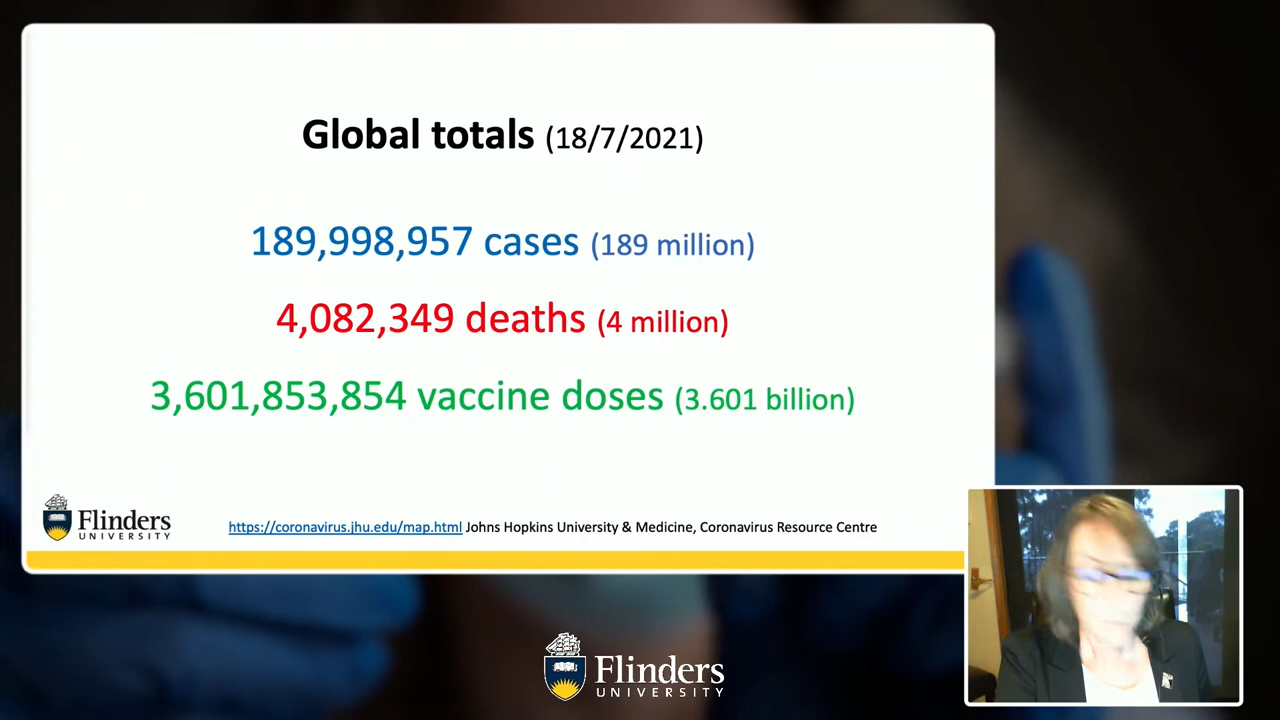 Global totals (18/7/2021)
189,998,957 cases (189 million)
4,082,349 deaths (4 million)
3,601,853,854 vaccine doses (3.601 billion)
Flinders
UNIVERSITY
https://coronavirus.jhu.edu/map.html Johns Hopkins University & Medicine, Coronavirus Resource Centre
Flinders
UNIVERSITY